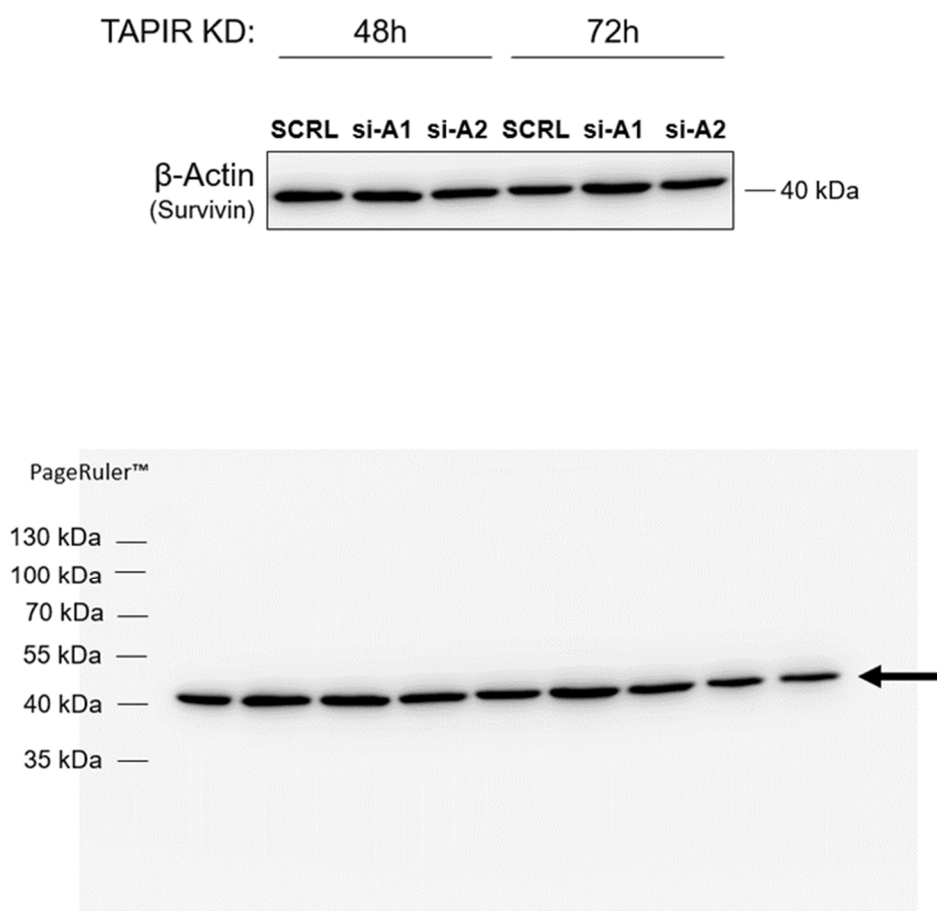 TAPIR KD: 48h 72h
SCRL si-A1 si-A2 SCRL si-A1 si-A2
β-Actin
(Survivin)
40 kDa
PageRuler™
130 kDa
100 kDa
70 kDa
55 kDa
40 kDa
35 kDa